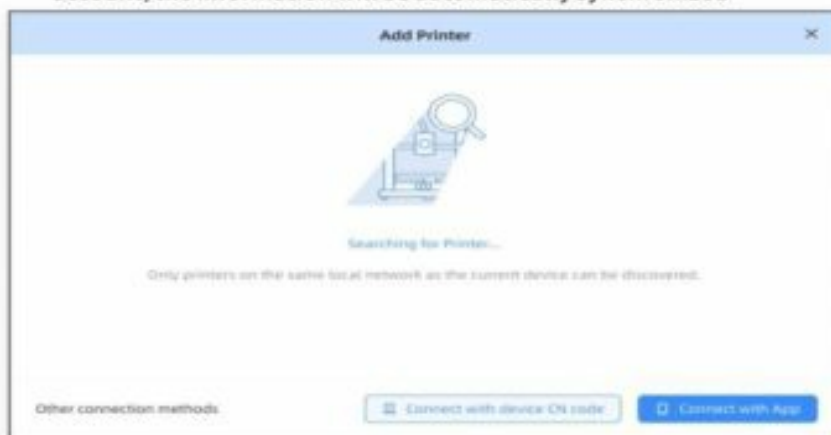 Add Printer
Searching for Printer...
Only printers on the same local network as the current device can be discovered.
Other connection methods
Connect with device CN code
Connect with App